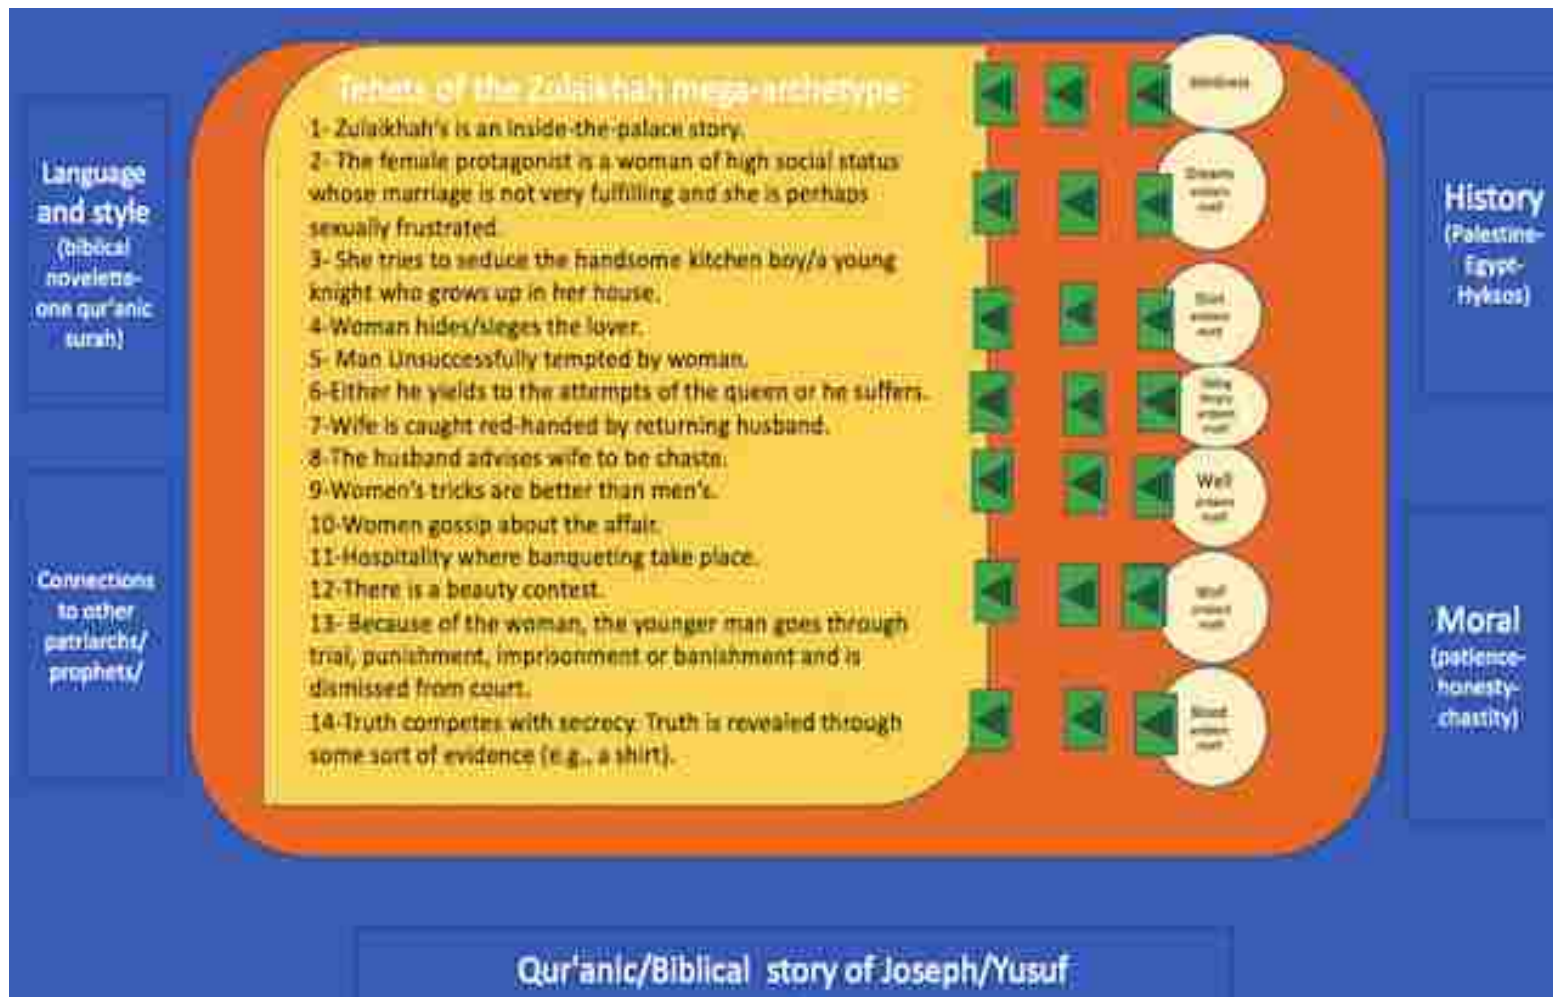 Tenets of the Zulaikhah mega-archetype
1- Zulaikhah's is an inside-the-palace story.
2- The female protagonist is a woman of high social status
whose marriage is not very fulfilling and she is perhaps
sexually frustrated.
3- She tries to seduce the handsome kitchen boy/a young
knight who grows up in her house.
4-Woman hides/sieges the lover.
5- Man Unsuccessfully tempted by woman.
6-Either he yields to the attempts of the queen or he suffers.
7-Wife is caught red-handed by returning husband.
8-The husband advises wife to be chaste.
9-Women's tricks are better than men's.
10-Women gossip about the affair.
11-Hospitality where banqueting take place.
12-There is a beauty contest.
13- Because of the woman, the younger man goes through
trial, punishment, imprisonment or banishment and is
dismissed from court.
14-Truth competes with secrecy. Truth is revealed through
some sort of evidence (e.g., a shirt).
Language
and style
(biblical
novelette-
one qur'anic
surah)
Connections
to other
patriarchs/
prophets/
Dreams
Well
Wolf
History
(Palestine-
Egypt-
Hyksos)
Moral
(patience-
honesty-
chastity)
Qur'anic/Biblical story of Joseph/Yusuf